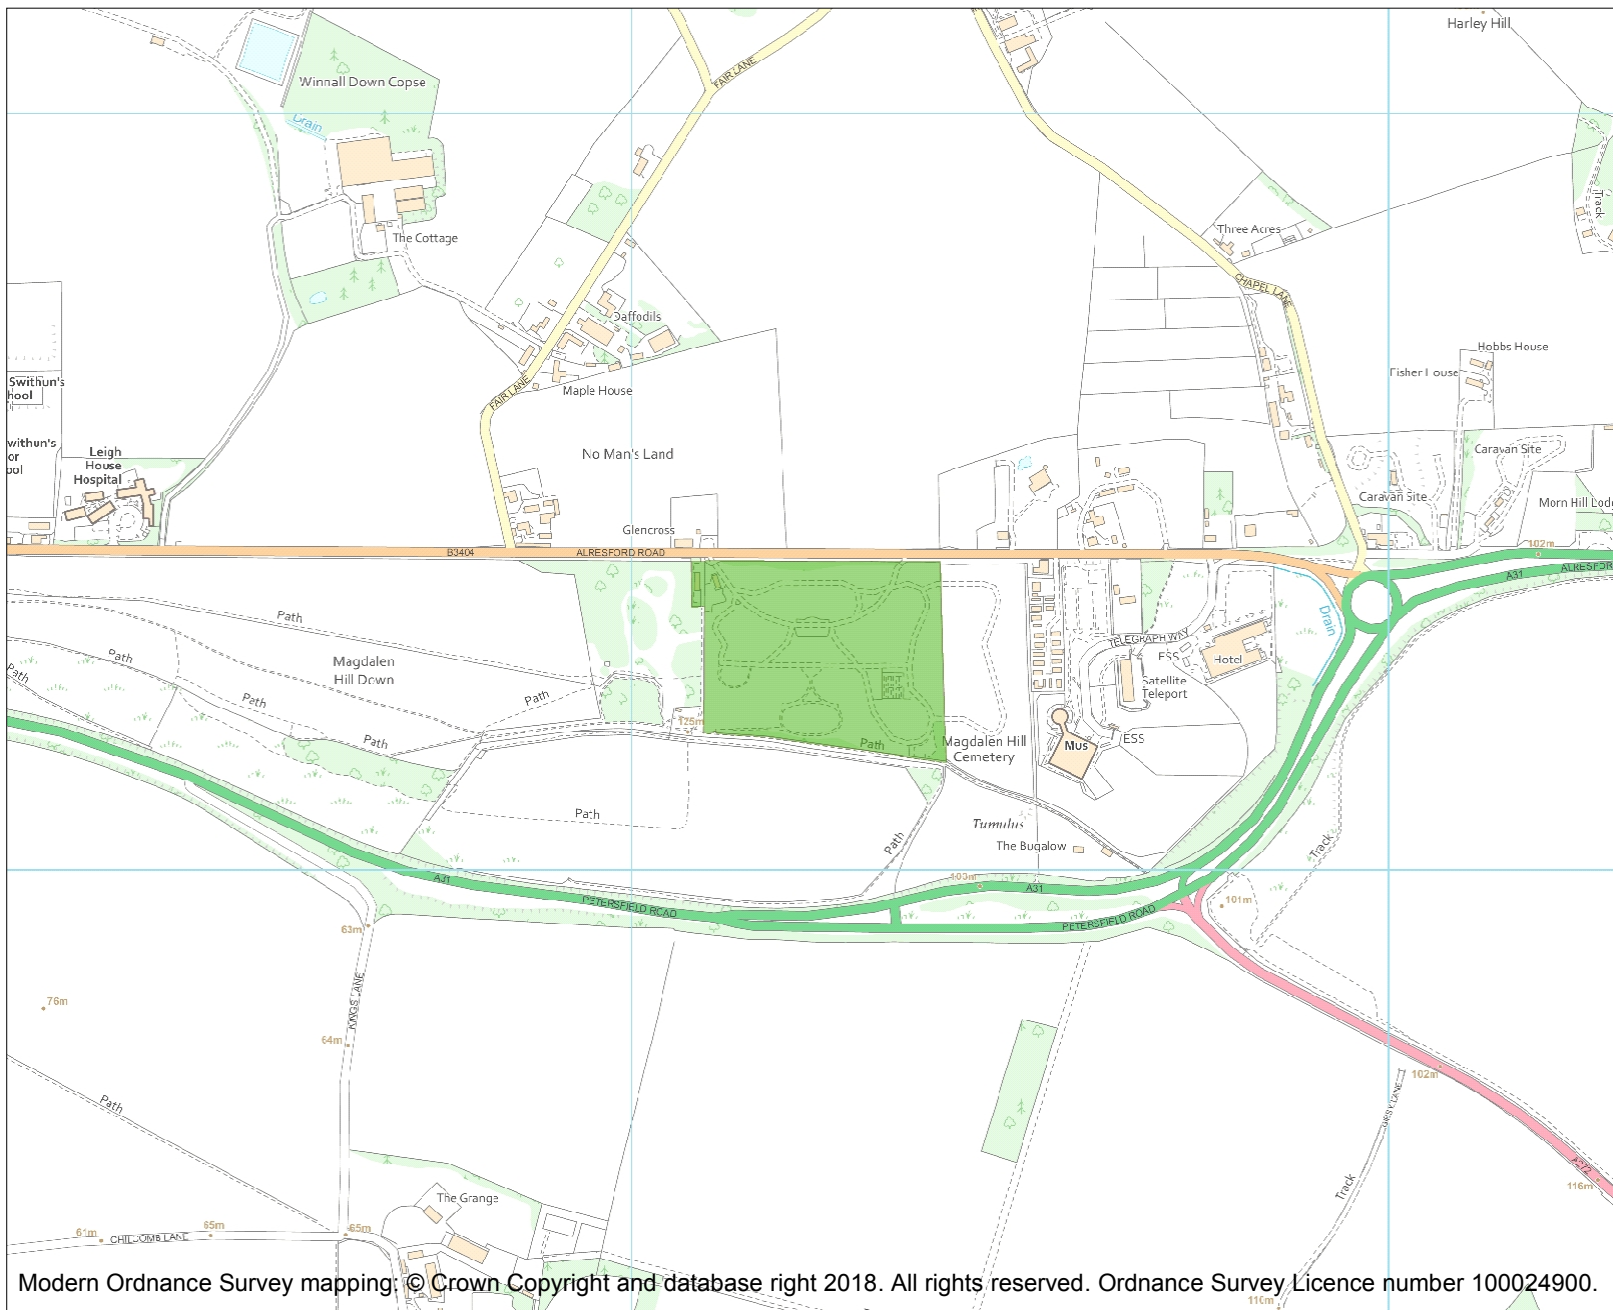 Harley Hill
Winnall Down Copse
FAIR LANE
Drain
The Cottage
Track
Three Acres
CHAPEL LANE
Daffodils
Hobbs House
Fisher House
Swithun's
hool
Maple House
FAIR LANE
withun's
or
ool
Leigh
House
Hospital
No Man's Land
Caravan Site
Caravan Site
Morn Hill Lodg
Glencross
B3404
ALRESFORD ROAD
102m
A31
ALRESFOR
Path
Drain
TELEGRAPH WAY
Path
Magdalen
Hill Down
ESS
Hotel
Path
Satellite
Teleport
Path
Path
125m
Path
Path
Magdalen Hill
Cemetery
Mus
ESS
Path
Tumulus
Path
The Bugalow
Track
A31
103m
A31
PETERSFIELD ROAD
PETERSFIELD ROAD
101m
63m
KINGS LANE
76m
64m
102m
Path
Track
A272
116m
The Grange
61m
CHILCOMB LANE
65m
65m
110m
Modern Ordnance Survey mapping: © Crown Copyright and database right 2018. All rights reserved. Ordnance Survey Licence number 100024900.